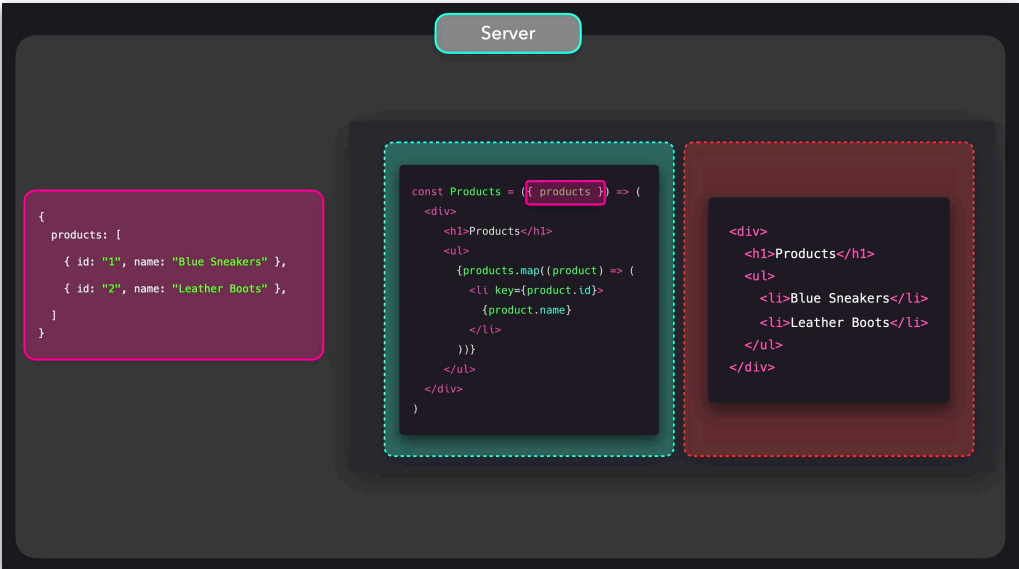 Server
{
products: [
{ id: "1", name: "Blue Sneakers" },
{ id: "2", name: "Leather Boots" },
]
}
const Products = ({ products }) => (
<div>
<h1>Products</h1>
<ul>
{products.map((product) => (
<li key={product.id}>
{product.name}
</li>
))}
</ul>
</div>
)
<div>
<h1>Products</h1>
<ul>
<li>Blue Sneakers</li>
<li>Leather Boots</li>
</ul>
</div>